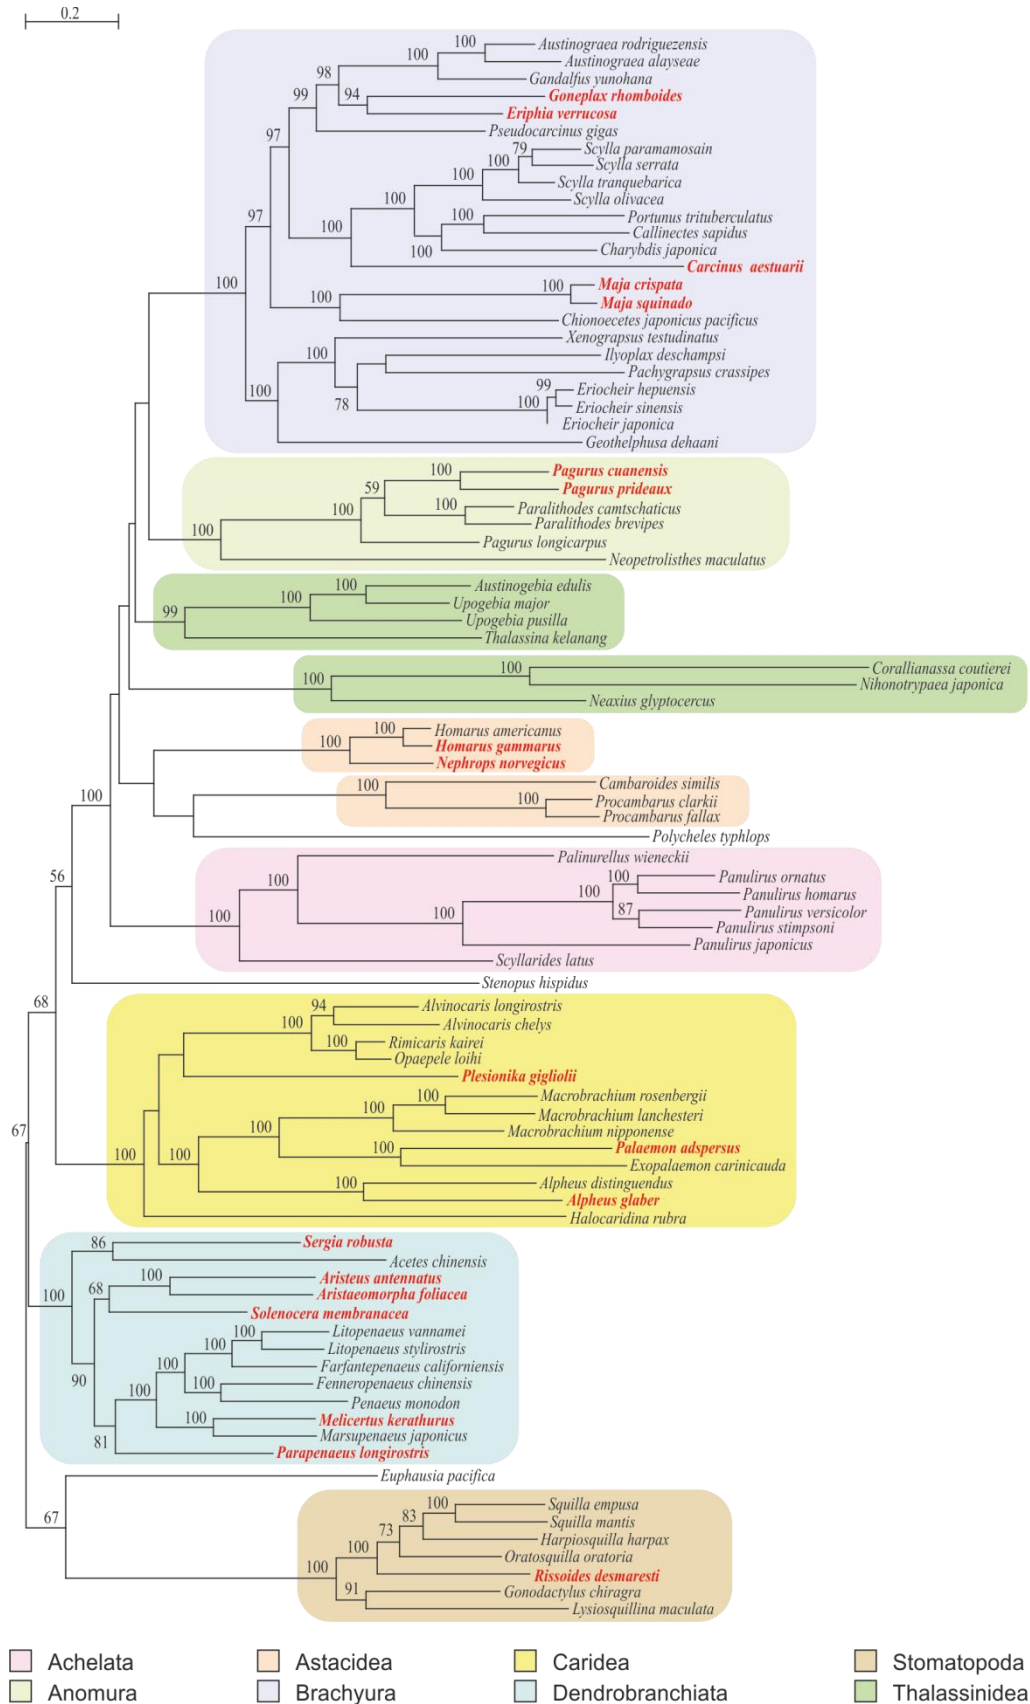 0.2
100 Austinograea rodriguezensis
100 Austinograea alayseae
98 Gandalfus yunohana
99 94 Goneplax rhomboides
Eriphia verrucosa
97 Pseudocarcinus gigas
79 Scylla paramamosain
100 Scylla serrata
100 Scylla tranquebarica
100 Scylla olivacea
97 100 Portunus trituberculatus
100 Callinectes sapidus
100 Charybdis japonica
Carcinus aestuarii
100 100 Maja crispata
100 Maja squinado
Chionoecetes japonicus pacificus
100 Xenograpsus testudinatus
Ilyoplax deschampsi
Pachygrapsus crassipes
100 99 Eriocheir hepuensis
78 100 Eriocheir sinensis
Eriocheir japonica
Geothelphusa dehaani
100 Pagurus cuanensis
59 Pagurus prideaux
100 Paralithodes camtschaticus
Paralithodes brevipes
100 100 Pagurus longicarpus
Neopetrolisthes maculatus
100 Austinogebia edulis
100 Upogebia major
99 Upogebia pusilla
Thalassina kelanang
100 Corallianassa coutierei
100 Nihonotrypaea japonica
Neaxius glyptocercus
100 Homarus americanus
100 Homarus gammarus
Nephrops norvegicus
100 Cambaroides similis
100 Procambarus clarkii
100 Procambarus fallax
Polycheles typhlops
Palinurellus wieneckii
56 100 100 Panulirus ornatus
100 Panulirus homarus
87 Panulirus versicolor
100 100 Panulirus stimpsoni
Panulirus japonicus
Scyllarides latus
Stenopus hispidus
68 94 Alvinocaris longirostris
100 Alvinocaris chelys
100 Rimicaris kairei
Opaepele loihi
Plesionika gigliolii
100 Macrobrachium rosenbergii
100 Macrobrachium lanchesteri
67 100 Macrobrachium nipponense
100 Palaemon adspersus
100 100 Exopalaemon carinicauda
100 Alpheus distinguendus
Alpheus glaber
Halocaridina rubra
86 Sergia robusta
Acetes chinensis
100 Aristeus antennatus
100 68 Aristaeomorpha foliacea
Solenocera membranacea
100 Litopenaeus vannamei
100 Litopenaeus stylirostris
100 Farfantepenaeus californiensis
90 100 100 Fenneropenaeus chinensis
Penaeus monodon
100 Melicertus kerathurus
81 Marsupenaeus japonicus
Parapenaeus longirostris
Euphausia pacifica
100 Squilla empusa
67 83 Squilla mantis
73 Harpiosquilla harpax
100 Oratosquilla oratoria
100 Rissoides desmaresti
91 Gonodactylus chiragra
Lysiosquillina maculata
Achelata Astacidea Caridea Stomatopoda
Anomura Brachyura Dendrobranchiata Thalassinidea